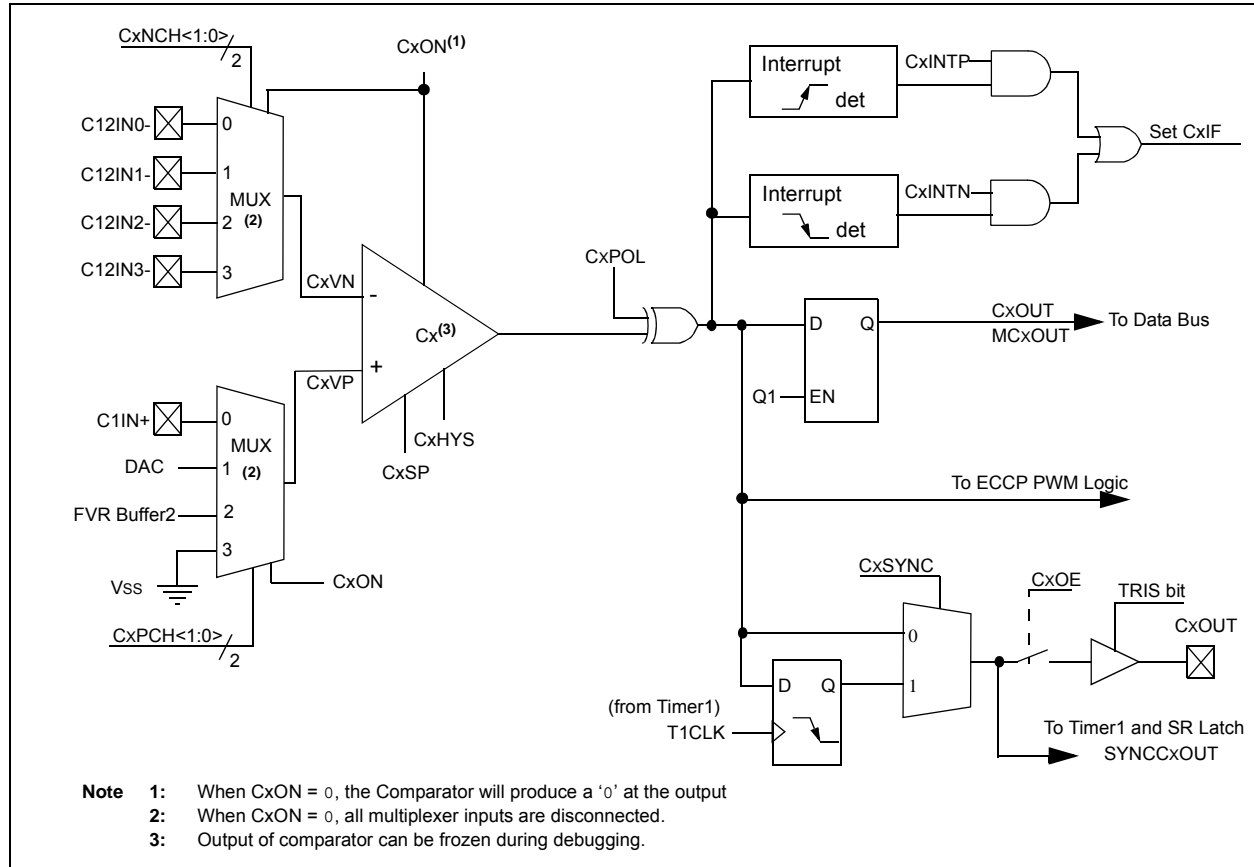 CxNCH<1:0>
2
CxON(1)
C12IN0-
0
C12IN1-
1
MUX
(2)
C12IN2-
2
C12IN3-
3
CxVN
-
Cx(3)
+
CxVP
CxHYS
CxSP
C1IN+
0
MUX
(2)
DAC
1
FVR Buffer2
2
3
VSS
CxON
CxPCH<1:0>
2
CxPOL
Interrupt
det
CxINTP
Interrupt
det
CxINTN
Set CxIF
D
Q
Q1
EN
CxOUT
MCxOUT
To Data Bus
To ECCP PWM Logic
CxSYNC
0
1
D
Q
(from Timer1)
T1CLK
CxOE
TRIS bit
CxOUT
To Timer1 and SR Latch
SYNCCxOUT
Note 1: When CxON = 0, the Comparator will produce a ‘0’ at the output
2: When CxON = 0, all multiplexer inputs are disconnected.
3: Output of comparator can be frozen during debugging.